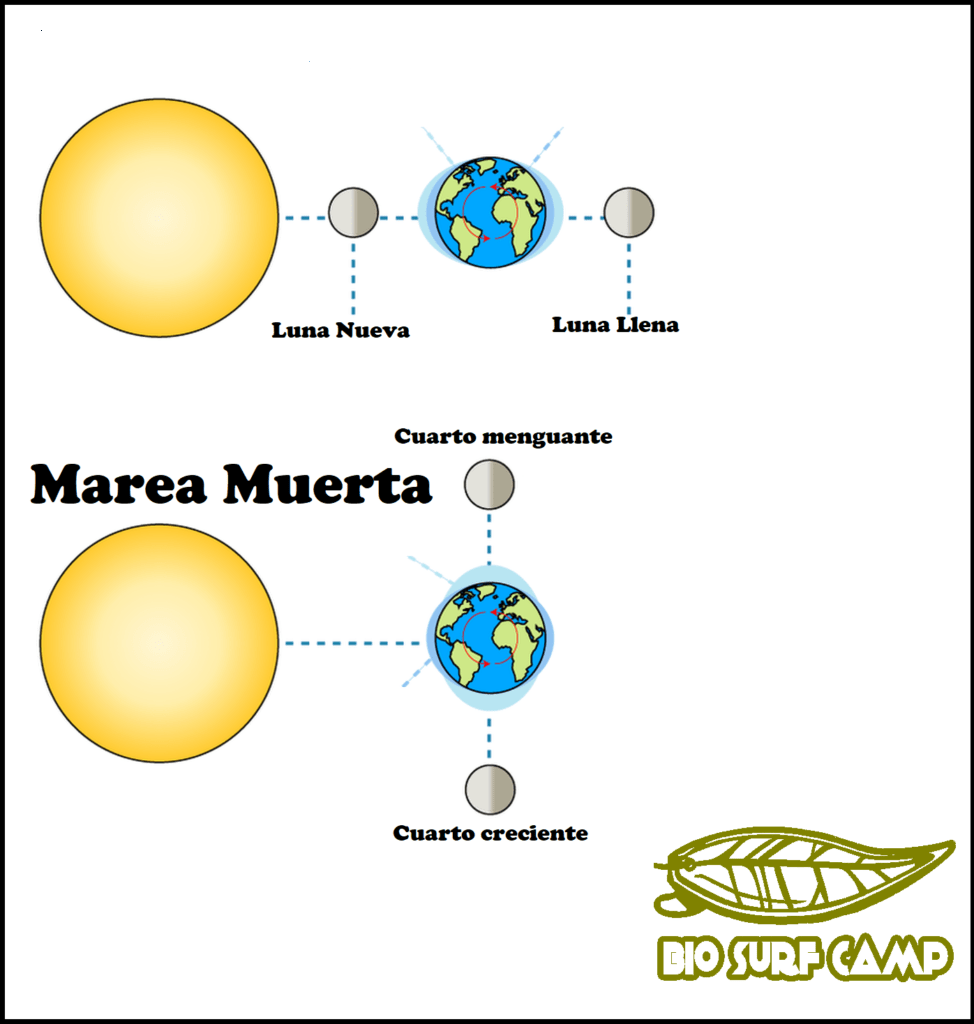 Luna Nueva
Luna Llena
Cuarto menguante
Marea Muerta
Cuarto creciente
BIO SURF CAMP